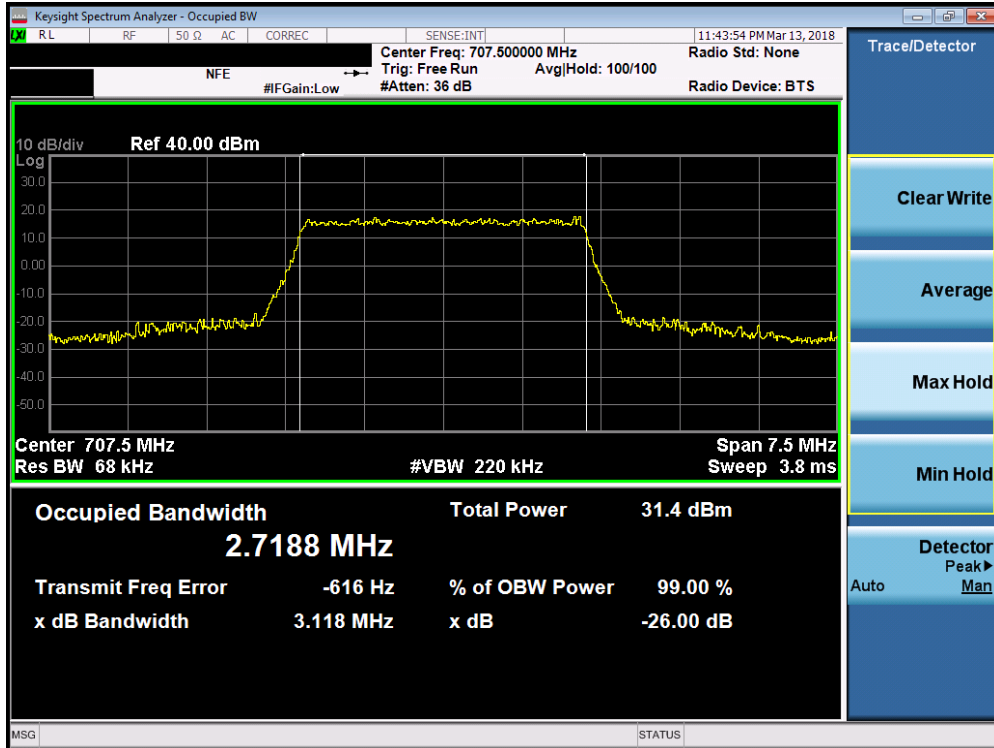 Keysight Spectrum Analyzer - Occupied BW
LXI RL RF 50 Ω AC CORREC SENSE:INT 11:43:54 PM Mar 13, 2018
Center Freq: 707.500000 MHz Radio Std: None
NFE Trig: Free Run Avg|Hold: 100/100
#IFGain:Low #Atten: 36 dB Radio Device: BTS
10 dB/div Ref 40.00 dBm
Log
30.0
20.0
10.0
0.00
-10.0
-20.0
-30.0
-40.0
-50.0
Center 707.5 MHz Span 7.5 MHz
Res BW 68 kHz #VBW 220 kHz Sweep 3.8 ms
Occupied Bandwidth Total Power 31.4 dBm
2.7188 MHz
Transmit Freq Error -616 Hz % of OBW Power 99.00 %
x dB Bandwidth 3.118 MHz x dB -26.00 dB
MSG STATUS
Trace/Detector
Clear Write
Average
Max Hold
Min Hold
Detector
Peak▶
Auto Man